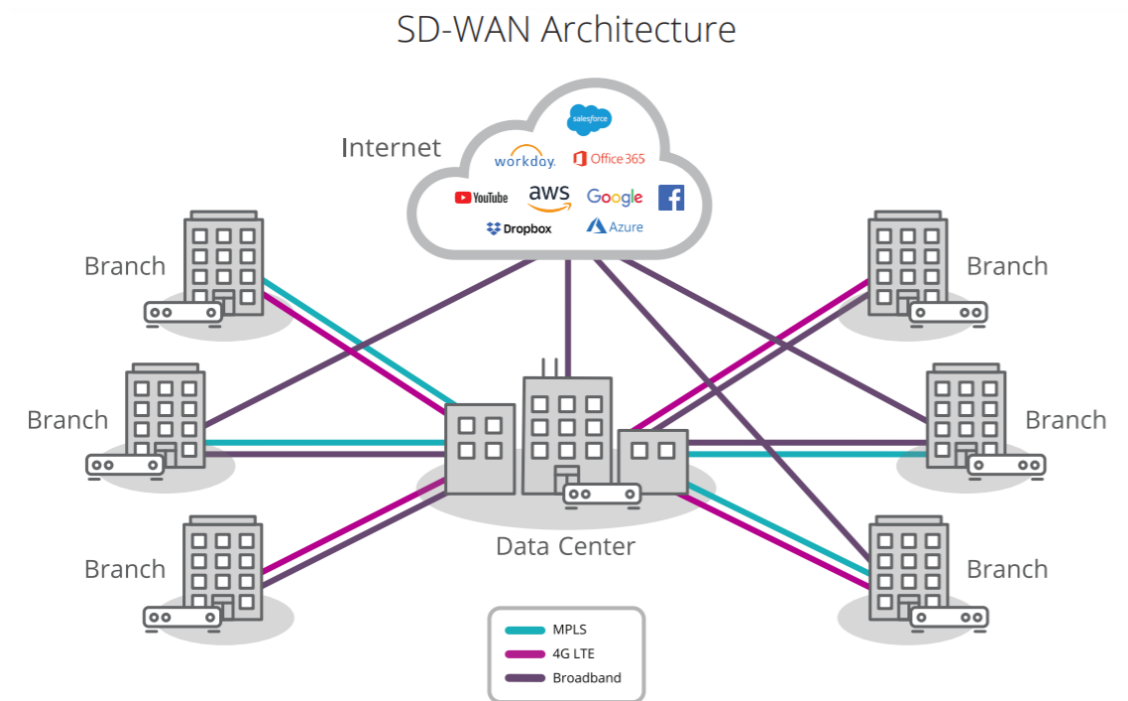 SD-WAN Architecture
Internet
salesforce
workday.
Office 365
YouTube
aws
Google
Dropbox
Azure
Branch
Branch
Branch
Branch
Branch
Branch
Data Center
MPLS
4G LTE
Broadband